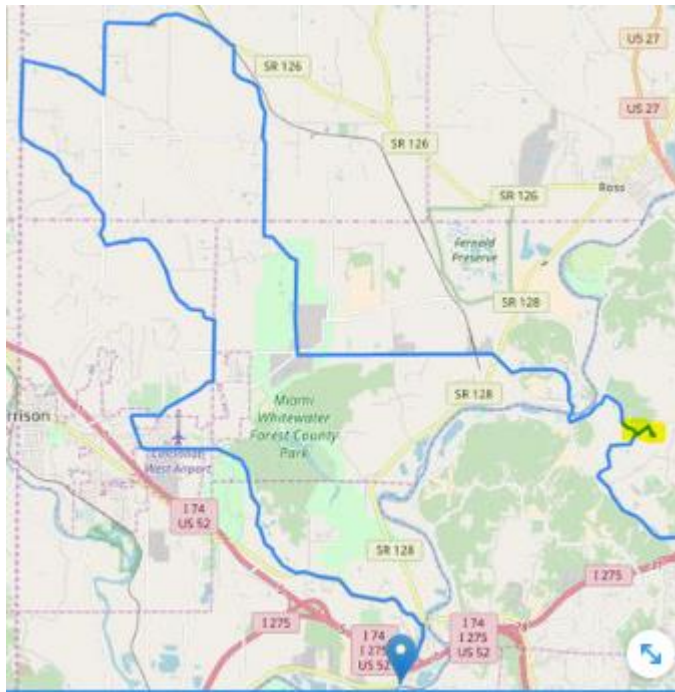 US 27
SR 126
US 27
SR 126
SR 126
Ross
Fernald
Preserve
SR 128
SR 128
Miami
Whitewater
Forest County
Park
rrison
West Airport
I 74
US 52
SR 128
I 275
I 275
I 74
I 275
US 52
I 74
I 275
US 52